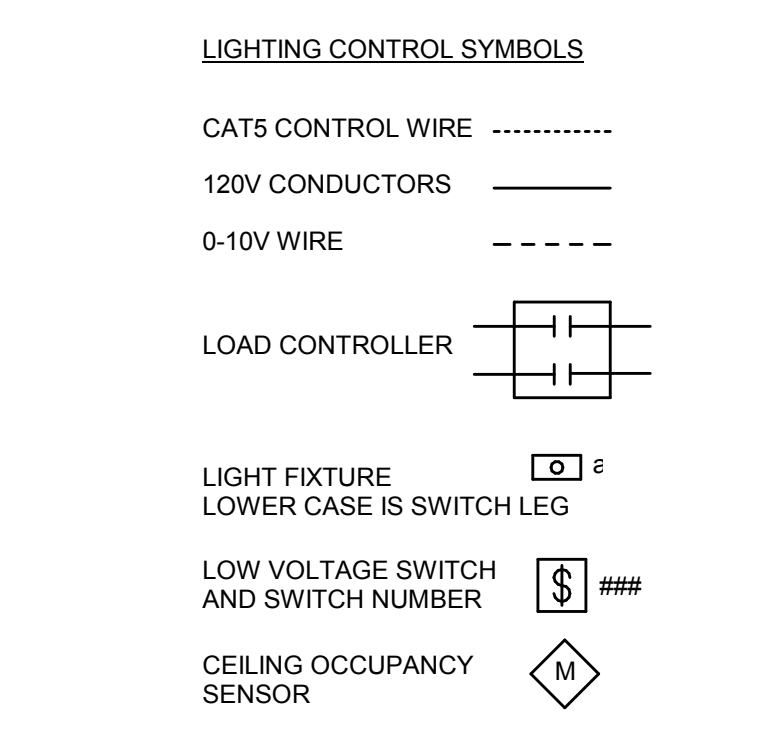 LIGHTING CONTROL SYMBOLS
CAT5 CONTROL WIRE
120V CONDUCTORS
0-10V WIRE
LOAD CONTROLLER
a
LIGHT FIXTURE
LOWER CASE IS SWITCH LEG
LOW VOLTAGE SWITCH
AND SWITCH NUMBER
$ ###
CEILING OCCUPANCY
SENSOR
M